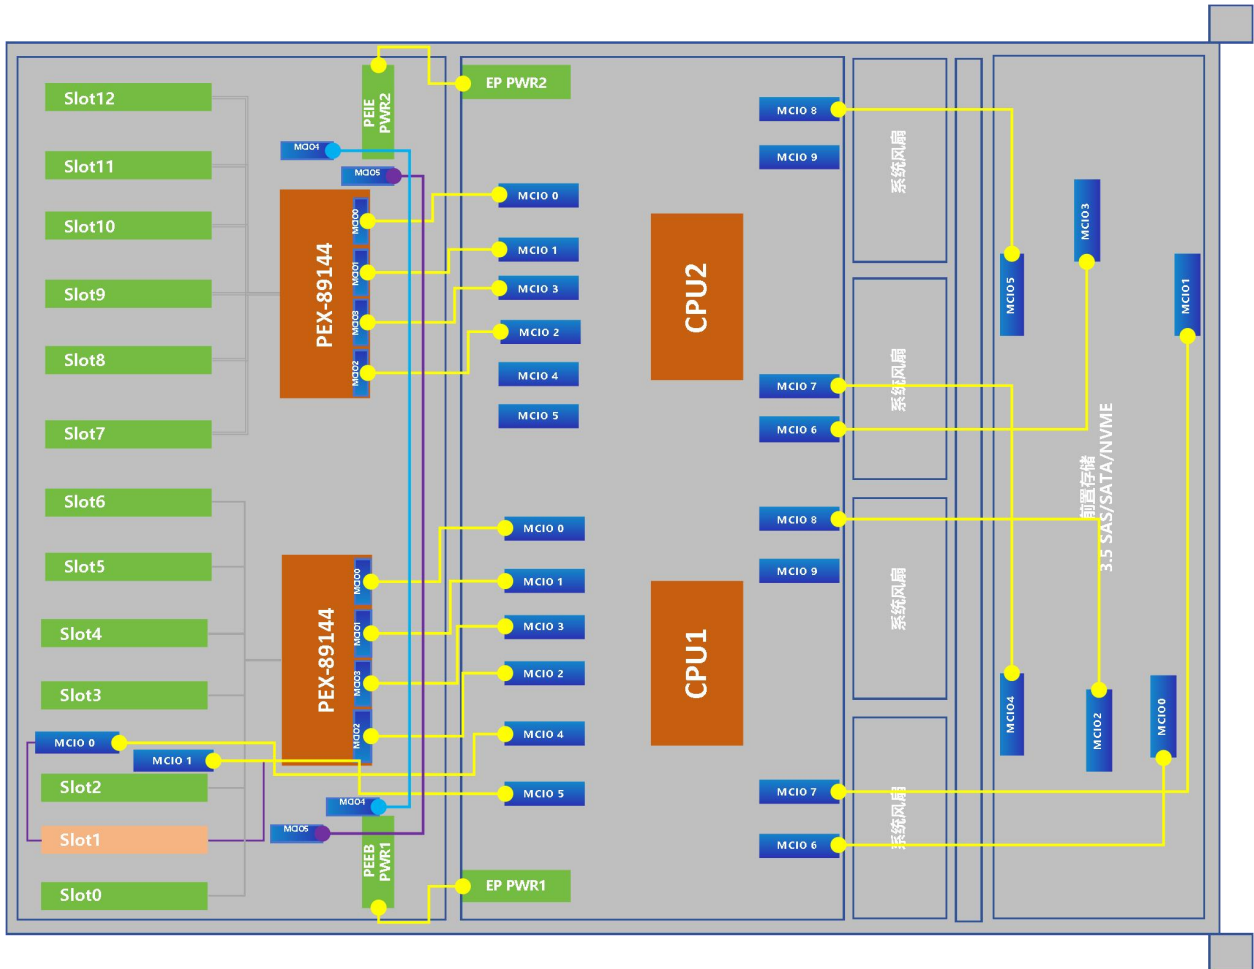 Slot12
Slot11
Slot10
Slot9
Slot8
Slot7
Slot6
Slot5
Slot4
Slot3
MCIO 0
MCIO 1
Slot2
Slot1
Slot0
PEIE
PWR2
MCIO4
MCIO5
PEX-89144
MCIO0
MCIO1
MCIO3
MCIO2
PEX-89144
MCIO0
MCIO1
MCIO3
MCIO2
MCIO4
MCIO5
PEEB
PWR1
EP PWR2
MCIO 0
MCIO 1
MCIO 3
MCIO 2
MCIO 4
MCIO 5
MCIO 0
MCIO 1
MCIO 3
MCIO 2
MCIO 4
MCIO 5
EP PWR1
CPU2
CPU1
MCIO 8
MCIO 9
MCIO 7
MCIO 6
MCIO 8
MCIO 9
MCIO 7
MCIO 6
系统风扇
系统风扇
系统风扇
系统风扇
MCIO5
MCIO3
MCIO1
前置存储
3.5 SAS/SATA/NVME
MCIO4
MCIO2
MCIO0